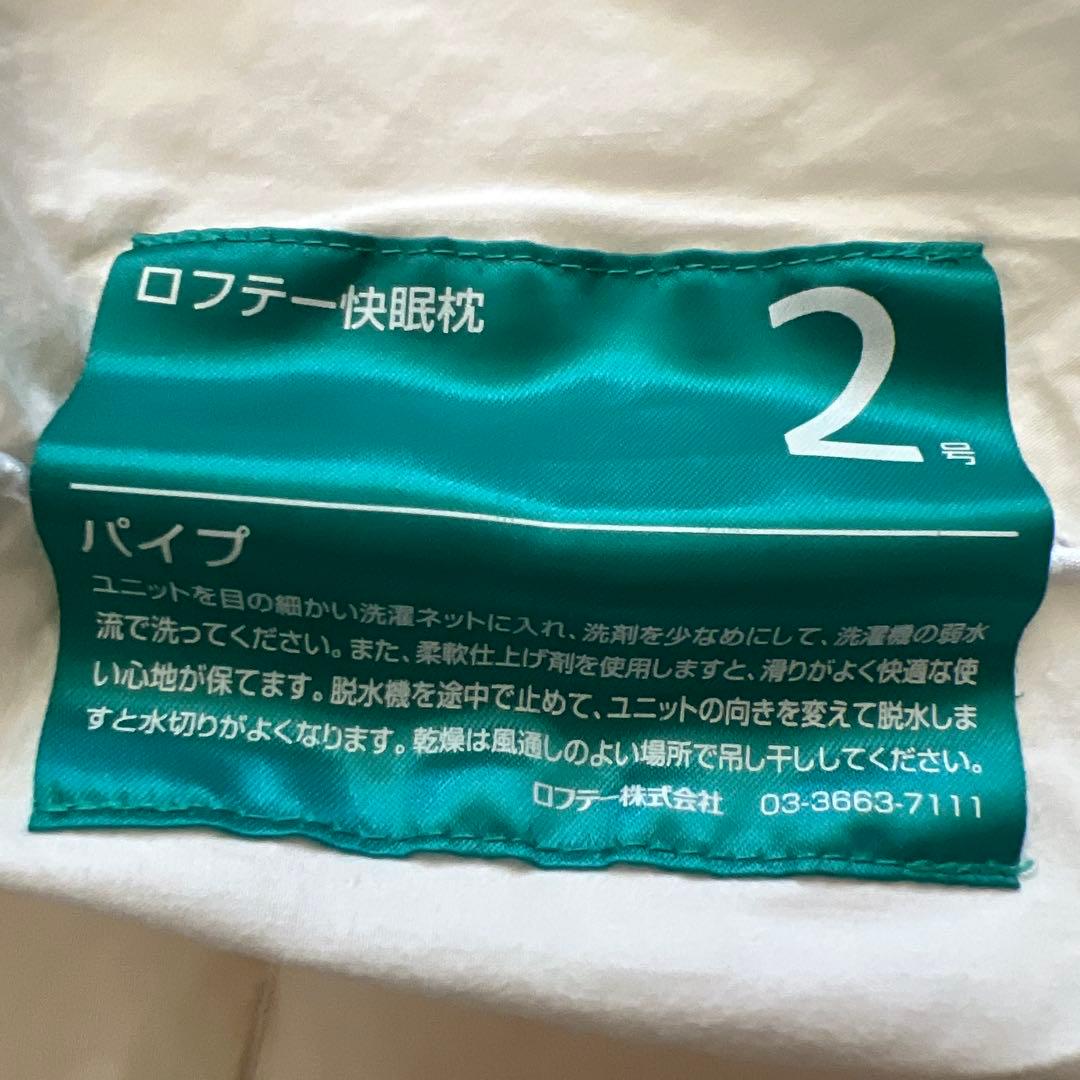 ロフテー快眠枕
2号
パイプ
ユニットを目の細かい洗濯ネットに入れ、洗剤を少なめにして、洗濯機の弱水
流で洗ってください。また、柔軟仕上げ剤を使用しますと、滑りがよく快適な使
い心地が保てます。脱水機を途中で止めて、ユニットの向きを変えて脱水しま
すと水切りがよくなります。乾燥は風通しのよい場所で吊し干ししてください。
ロフテー株式会社 03-3663-7111